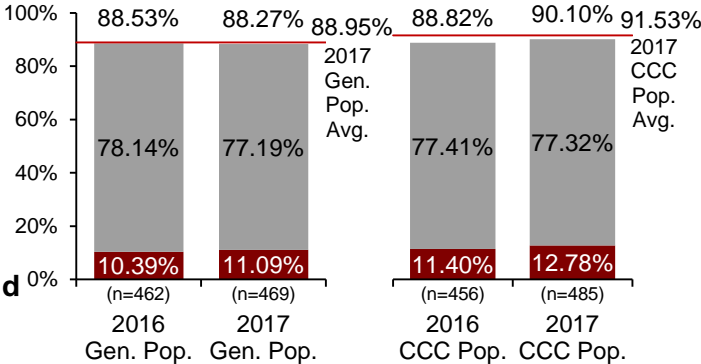 100%
80%
60%
40%
20%
0%
d
88.53%
88.27%
88.95%
2017
Gen.
Pop.
Avg.
78.14%
77.19%
10.39%
11.09%
(n=462)
(n=469)
2016
Gen. Pop.
2017
Gen. Pop.
88.82%
90.10%
91.53%
2017
CCC
Pop.
Avg.
77.41%
77.32%
11.40%
12.78%
(n=456)
(n=485)
2016
CCC Pop.
2017
CCC Pop.